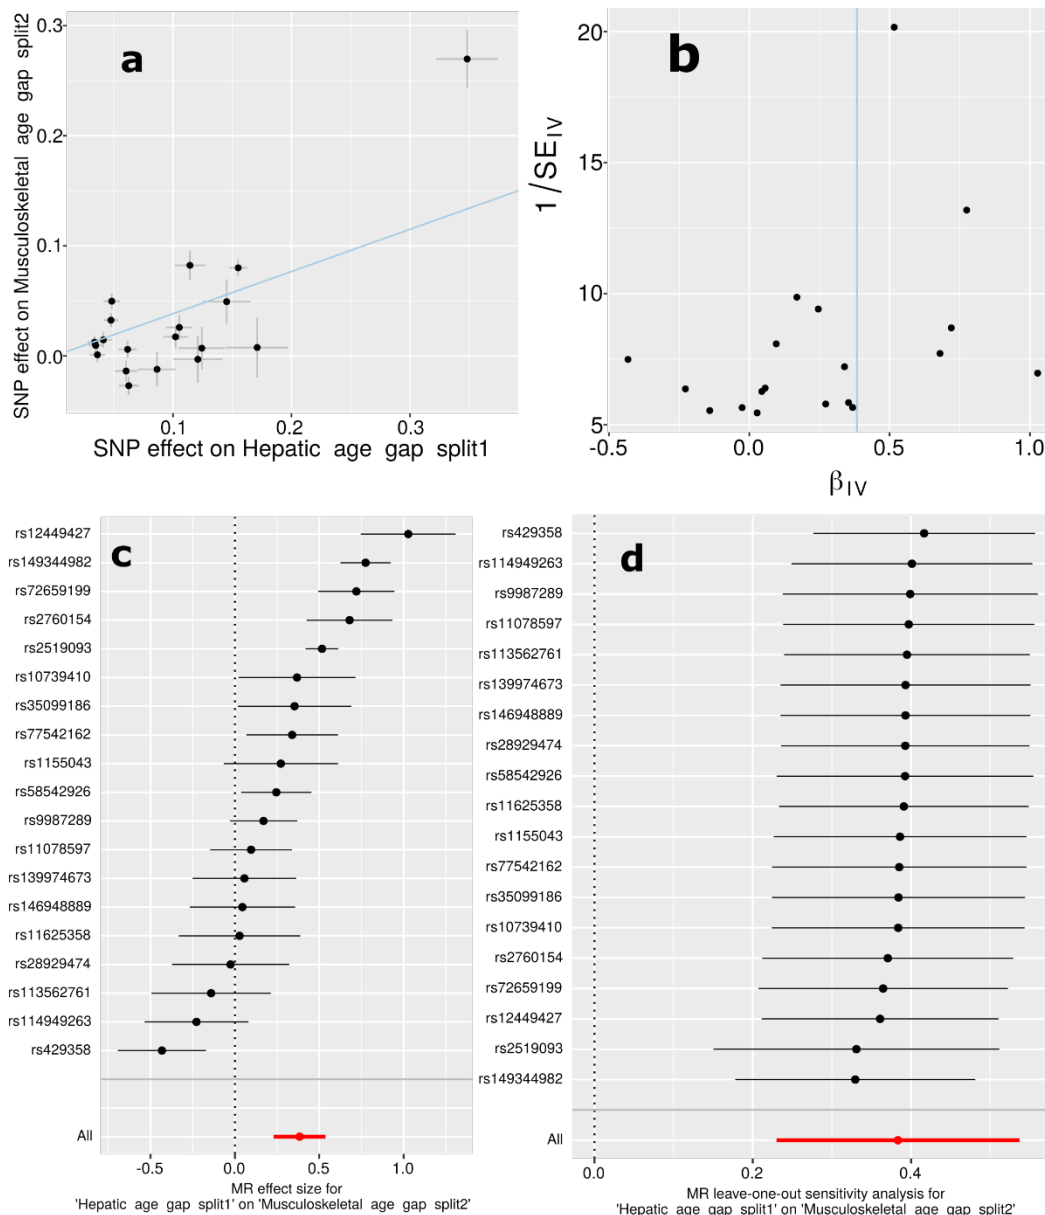 a
SNP effect on Musculoskeletal age gap split2
0.3
0.2
0.1
0.0
0.1
0.2
0.3
SNP effect on Hepatic age gap split1
b
1/SE_IV
20
15
10
5
-0.5
0.0
0.5
1.0
β_IV
c
rs12449427
rs149344982
rs72659199
rs2760154
rs2519093
rs10739410
rs35099186
rs77542162
rs1155043
rs58542926
rs9987289
rs11078597
rs139974673
rs146948889
rs11625358
rs28929474
rs113562761
rs114949263
rs429358
All
-0.5
0.0
0.5
1.0
MR effect size for
'Hepatic age gap split1' on 'Musculoskeletal age gap split2'
d
rs429358
rs114949263
rs9987289
rs11078597
rs113562761
rs139974673
rs146948889
rs28929474
rs58542926
rs11625358
rs1155043
rs77542162
rs35099186
rs10739410
rs2760154
rs72659199
rs12449427
rs2519093
rs149344982
All
0.0
0.2
0.4
MR leave-one-out sensitivity analysis for
'Hepatic age gap split1' on 'Musculoskeletal age gap split2'